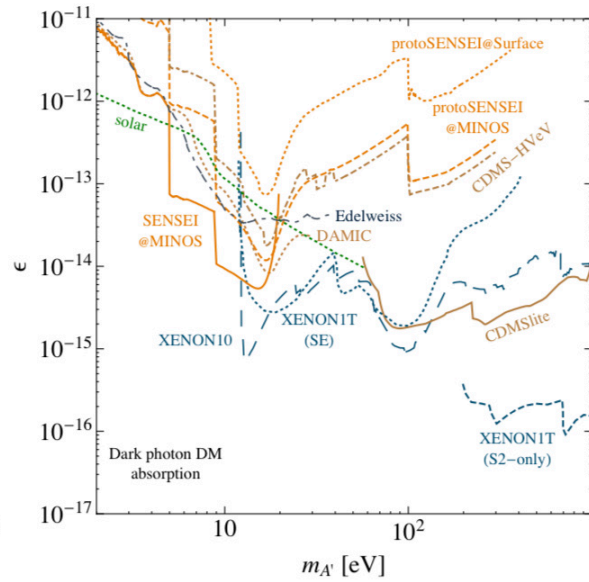 10⁻¹¹
10⁻¹²
10⁻¹³
10⁻¹⁴
10⁻¹⁵
10⁻¹⁶
10⁻¹⁷
ϵ
protoSENSEI@Surface
protoSENSEI
@MINOS
solar
CDMS-HVeV
SENSEI
@MINOS
Edelweiss
DAMIC
XENON10
XENON1T
(SE)
CDMSlite
XENON1T
(S2-only)
Dark photon DM
absorption
10
10²
m_A' [eV]